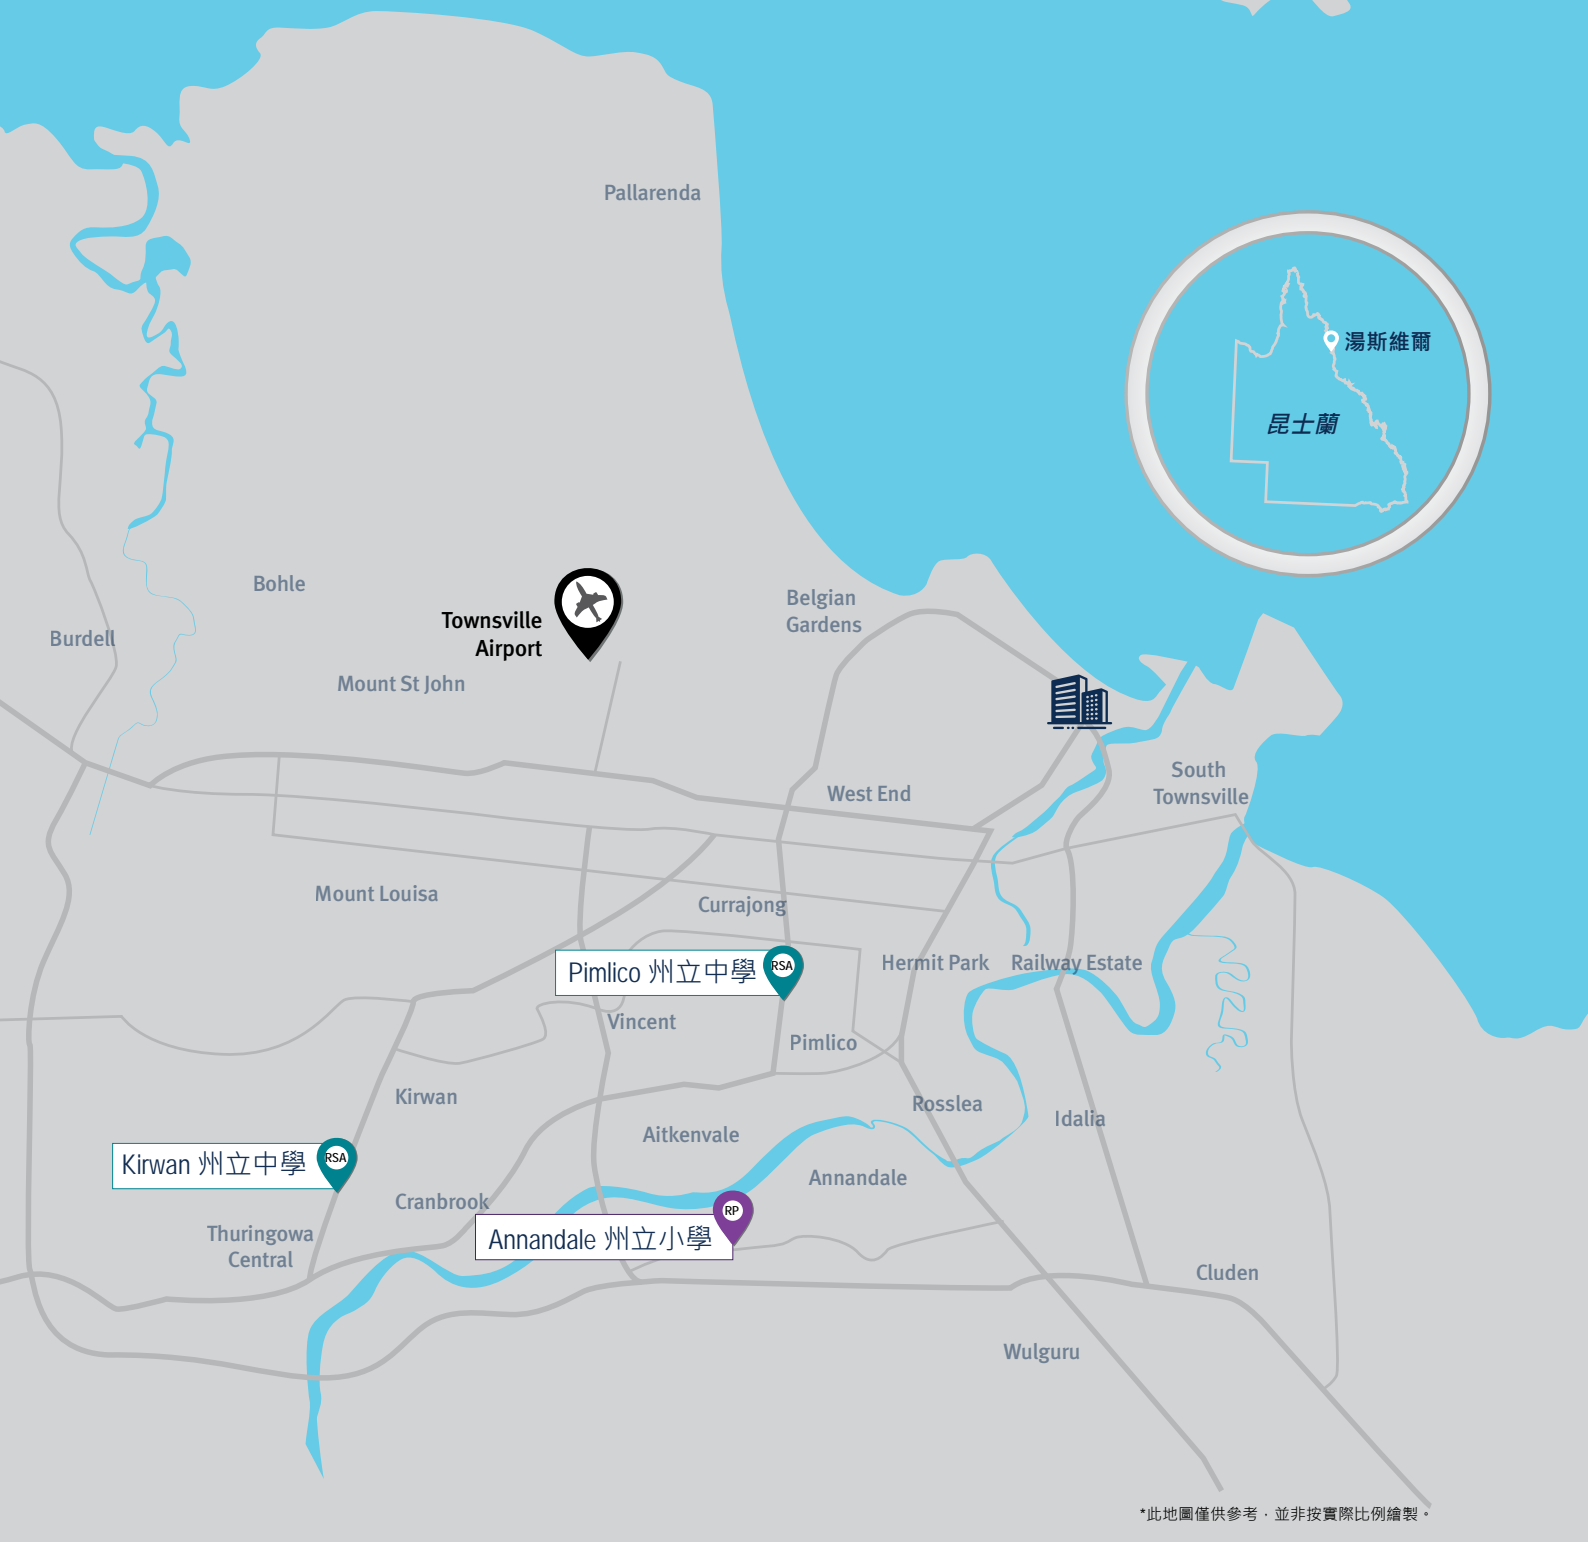 Pallarenda
湯斯維爾
昆士蘭
Bohle
Townsville
Airport
Belgian
Gardens
Burdell
Mount St John
South
Townsville
West End
Mount Louisa
Currajong
Pimlico 州立中學
RSA
Hermit Park
Railway Estate
Vincent
Pimlico
Kirwan
Rosslea
Idalia
Aitkenvale
Kirwan 州立中學
RSA
Annandale
Cranbrook
RP
Annandale 州立小學
Thuringowa
Central
Cluden
Wulguru
*此地圖僅供參考，並非按實際比例繪製。